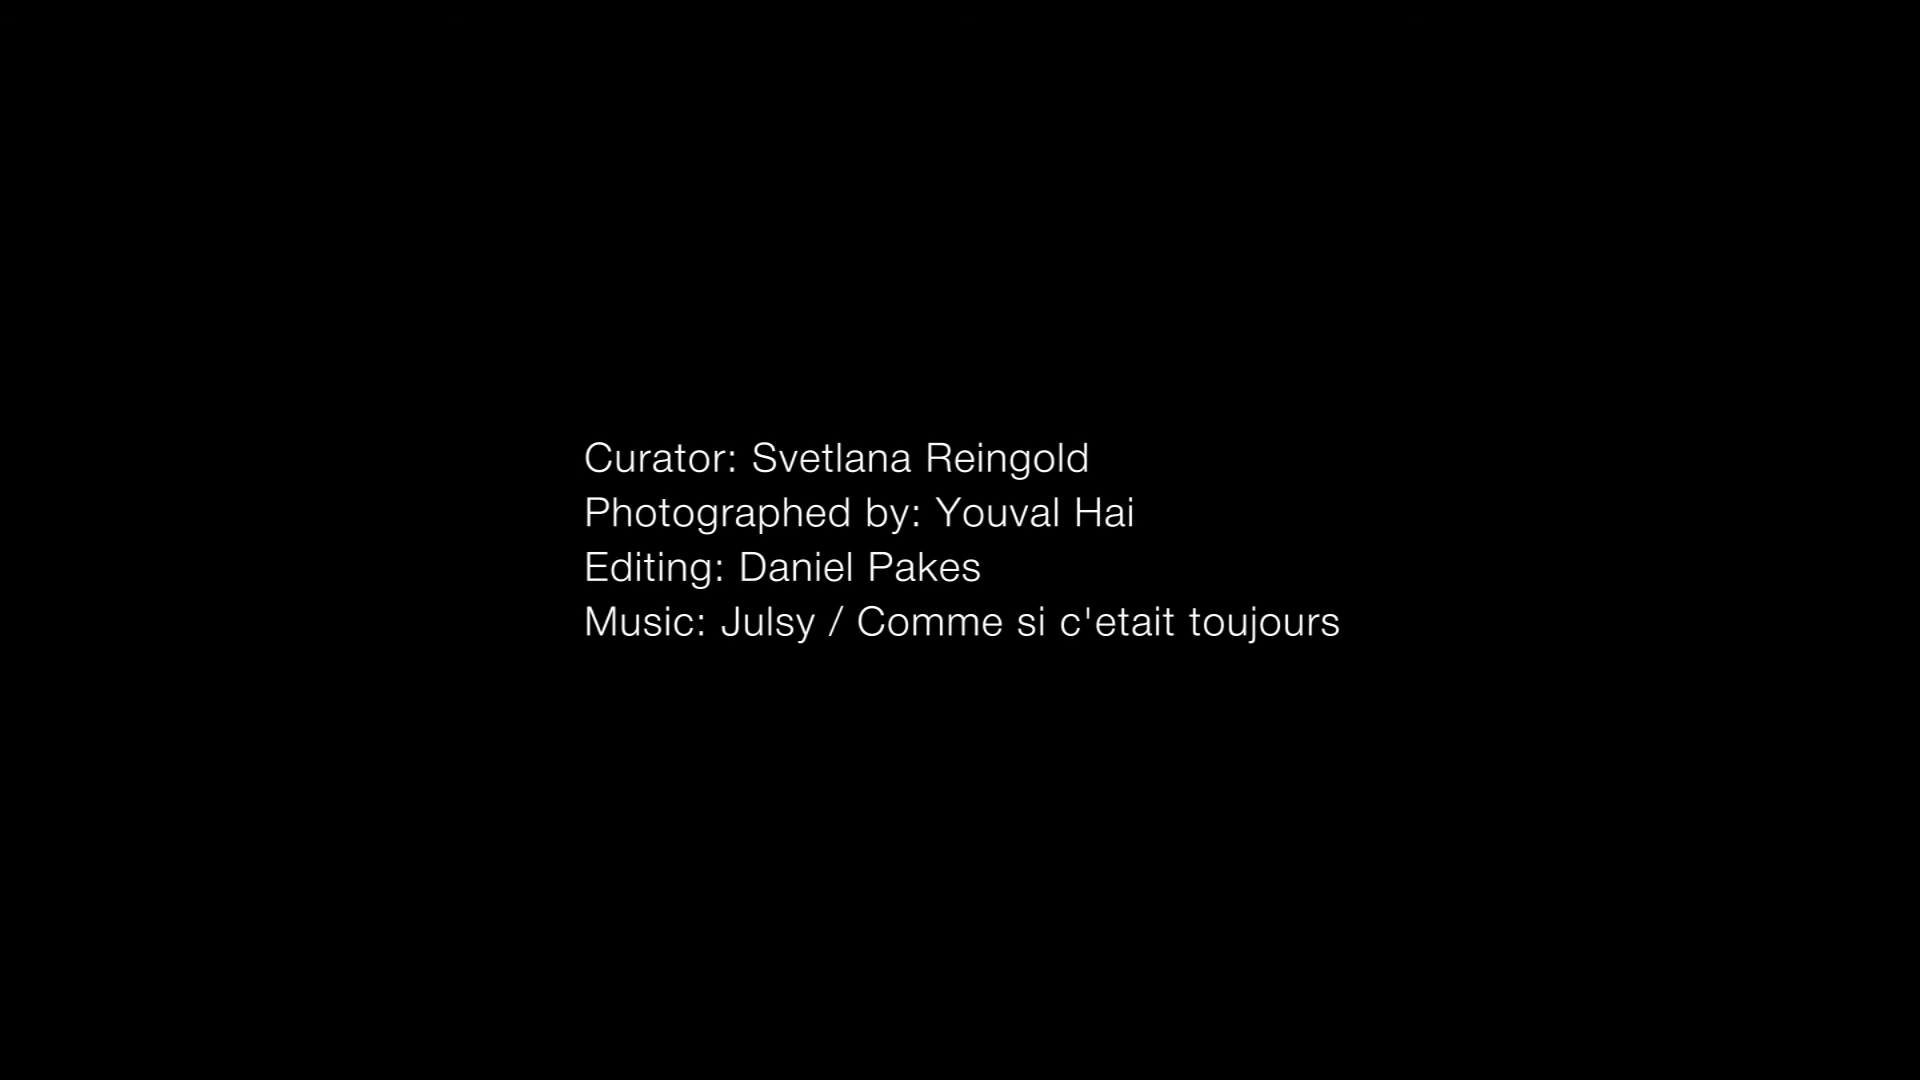 Curator: Svetlana Reingold
Photographed by: Youval Hai
Editing: Daniel Pakes
Music: Julsy / Comme si c'etait toujours